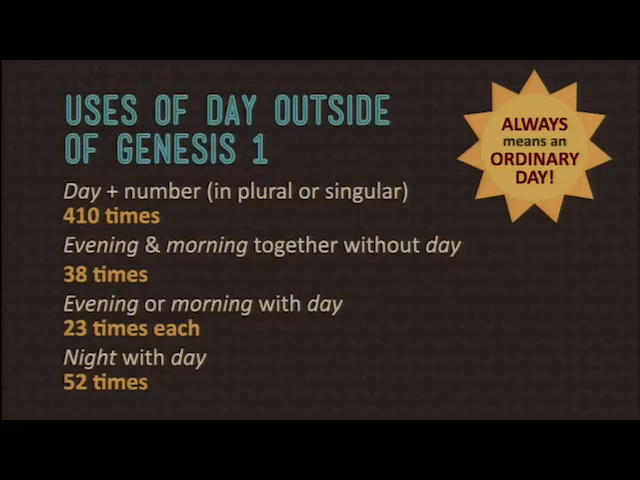 USES OF DAY OUTSIDE
OF GENESIS 1
ALWAYS
means an
ORDINARY
DAY!
Day + number (in plural or singular)
410 times
Evening & morning together without day
38 times
Evening or morning with day
23 times each
Night with day
52 times